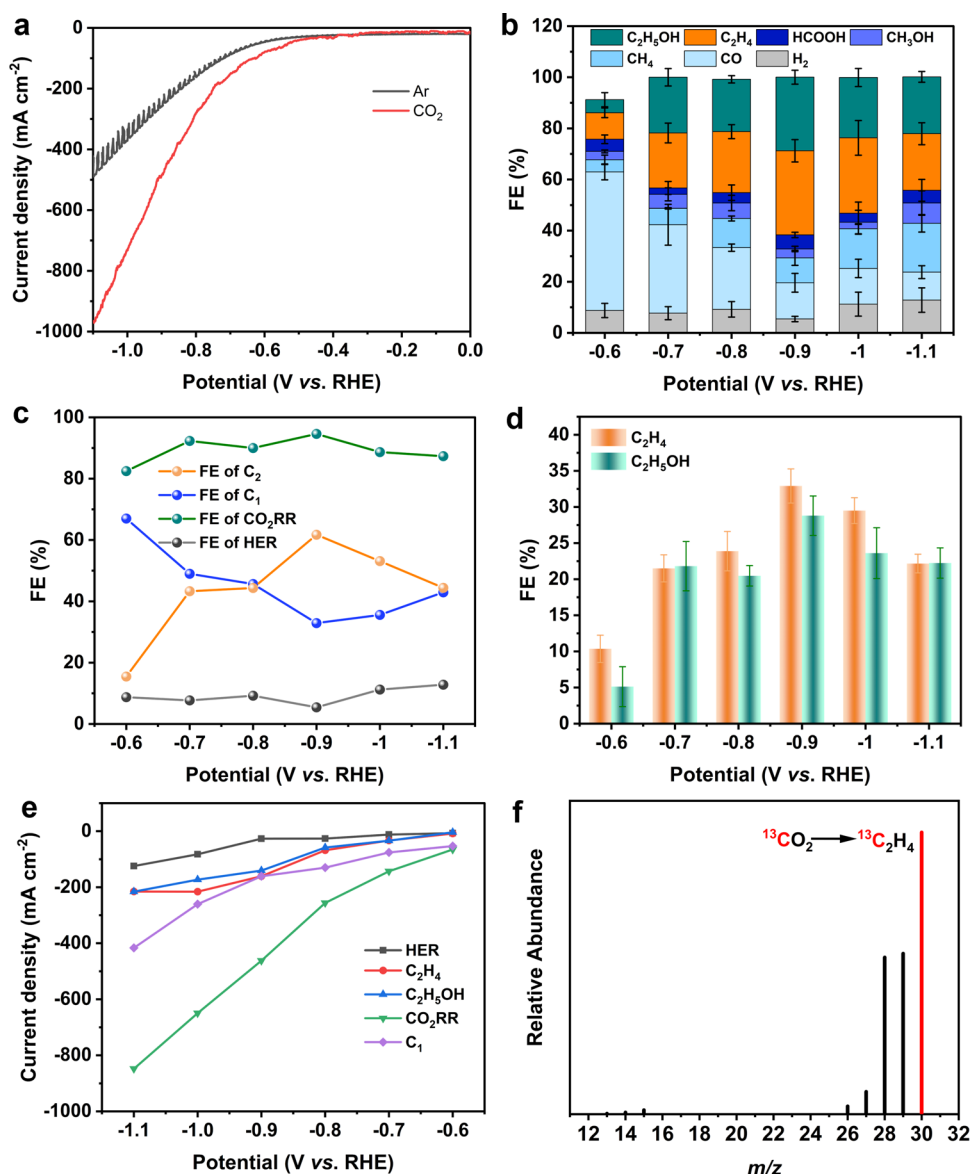 a
0
-200
-400
-600
-800
-1000
Current density (mA cm⁻²)
Ar
CO₂
-1.0 -0.8 -0.6 -0.4 -0.2 0.0
Potential (V vs. RHE)
b
120
100
80
60
40
20
0
FE (%)
C₂H₅OH C₂H₄ HCOOH CH₃OH
CH₄ CO H₂
-0.6 -0.7 -0.8 -0.9 -1 -1.1
Potential (V vs. RHE)
c
100
80
60
40
20
0
FE (%)
FE of C₂
FE of C₁
FE of CO₂RR
FE of HER
-0.6 -0.7 -0.8 -0.9 -1 -1.1
Potential (V vs. RHE)
d
40
35
30
25
20
15
10
5
0
FE (%)
C₂H₄
C₂H₅OH
-0.6 -0.7 -0.8 -0.9 -1 -1.1
Potential (V vs. RHE)
e
0
-200
-400
-600
-800
-1000
Current density (mA cm⁻²)
HER
C₂H₄
C₂H₅OH
CO₂RR
C₁
-1.1 -1.0 -0.9 -0.8 -0.7 -0.6
Potential (V vs. RHE)
f
Relative Abundance
¹³CO₂ → ¹³C₂H₄
12 14 16 18 20 22 24 26 28 30 32
m/z